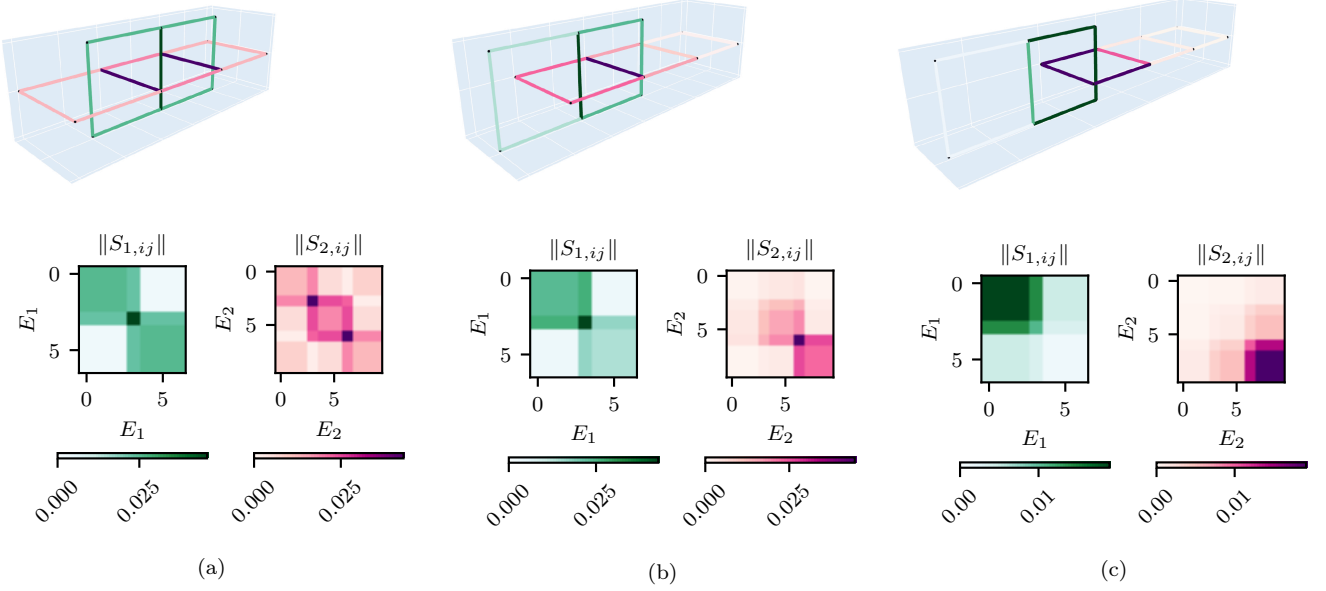 ‖S₁,ᵢⱼ‖ ‖S₂,ᵢⱼ‖
0 0
E₁ E₂
5 5
0 5 0 5
E₁ E₂
0.000 0.025 0.000 0.025
(a)
‖S₁,ᵢⱼ‖ ‖S₂,ᵢⱼ‖
0 0
E₁ E₂
5 5
0 5 0 5
E₁ E₂
0.000 0.025 0.000 0.025
(b)
‖S₁,ᵢⱼ‖ ‖S₂,ᵢⱼ‖
0 0
E₁ E₂
5 5
0 5 0 5
E₁ E₂
0.00 0.01 0.00 0.01
(c)